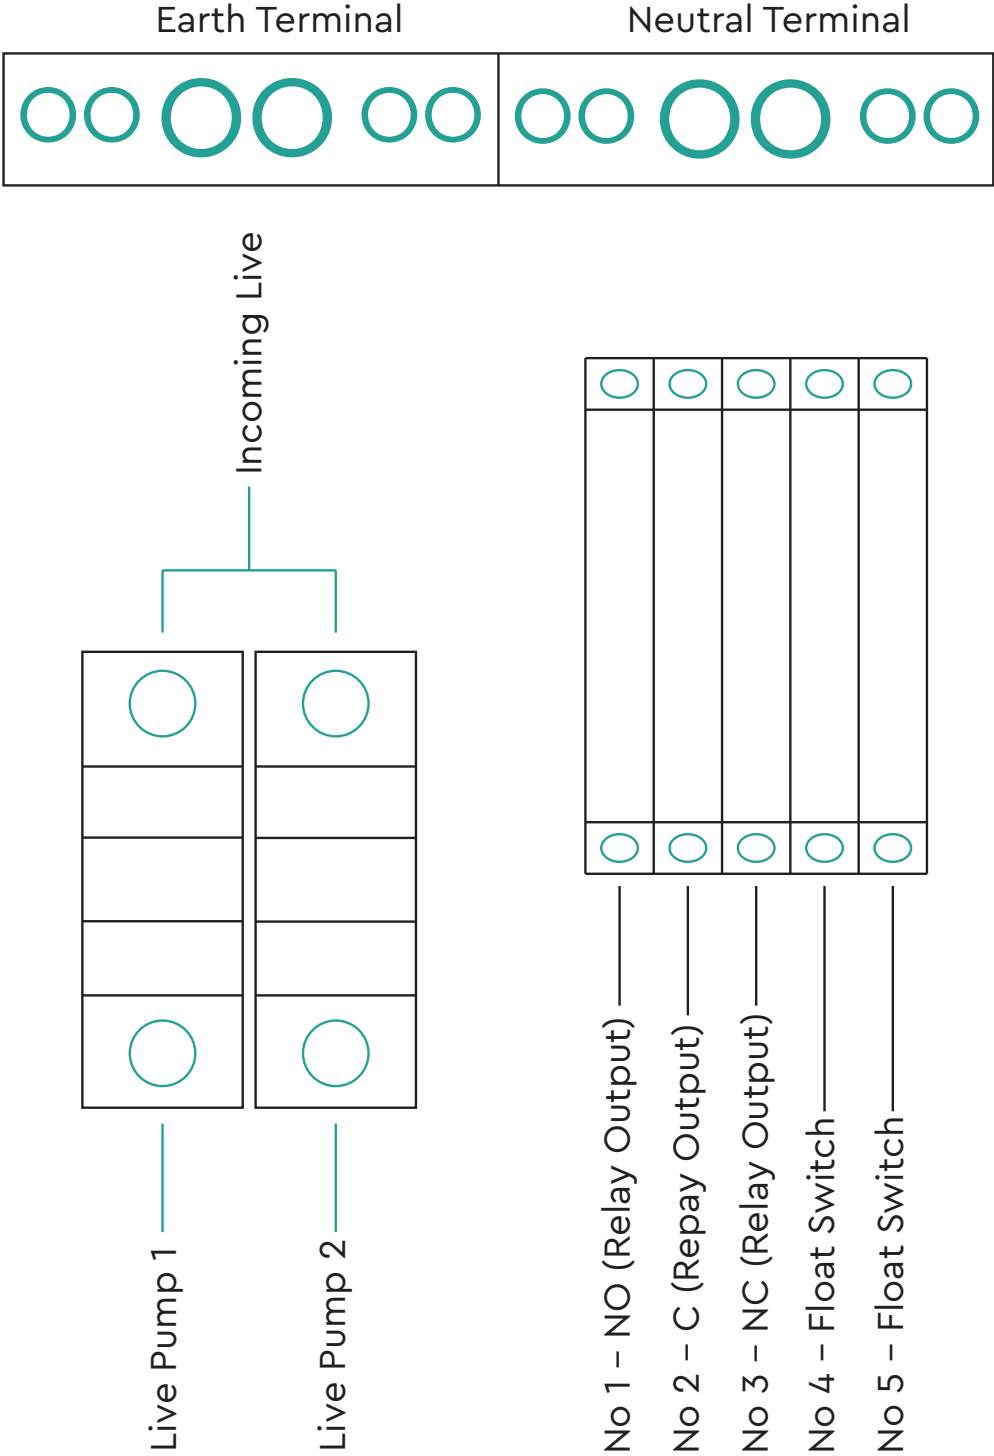 Earth Terminal
Neutral Terminal
Incoming Live
Live Pump 1
Live Pump 2
No 1 – NO (Relay Output)
No 2 – C (Repay Output)
No 3 – NC (Relay Output)
No 4 – Float Switch
No 5 – Float Switch